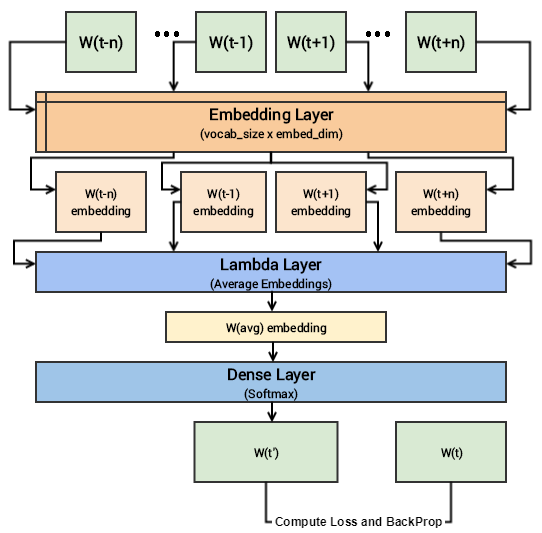 W(t-n)
•••
W(t-1)
W(t+1)
•••
W(t+n)
Embedding Layer
(vocab_size x embed_dim)
W(t-n)
embedding
W(t-1)
embedding
W(t+1)
embedding
W(t+n)
embedding
Lambda Layer
(Average Embeddings)
W(avg) embedding
Dense Layer
(Softmax)
W(t')
W(t)
Compute Loss and BackProp